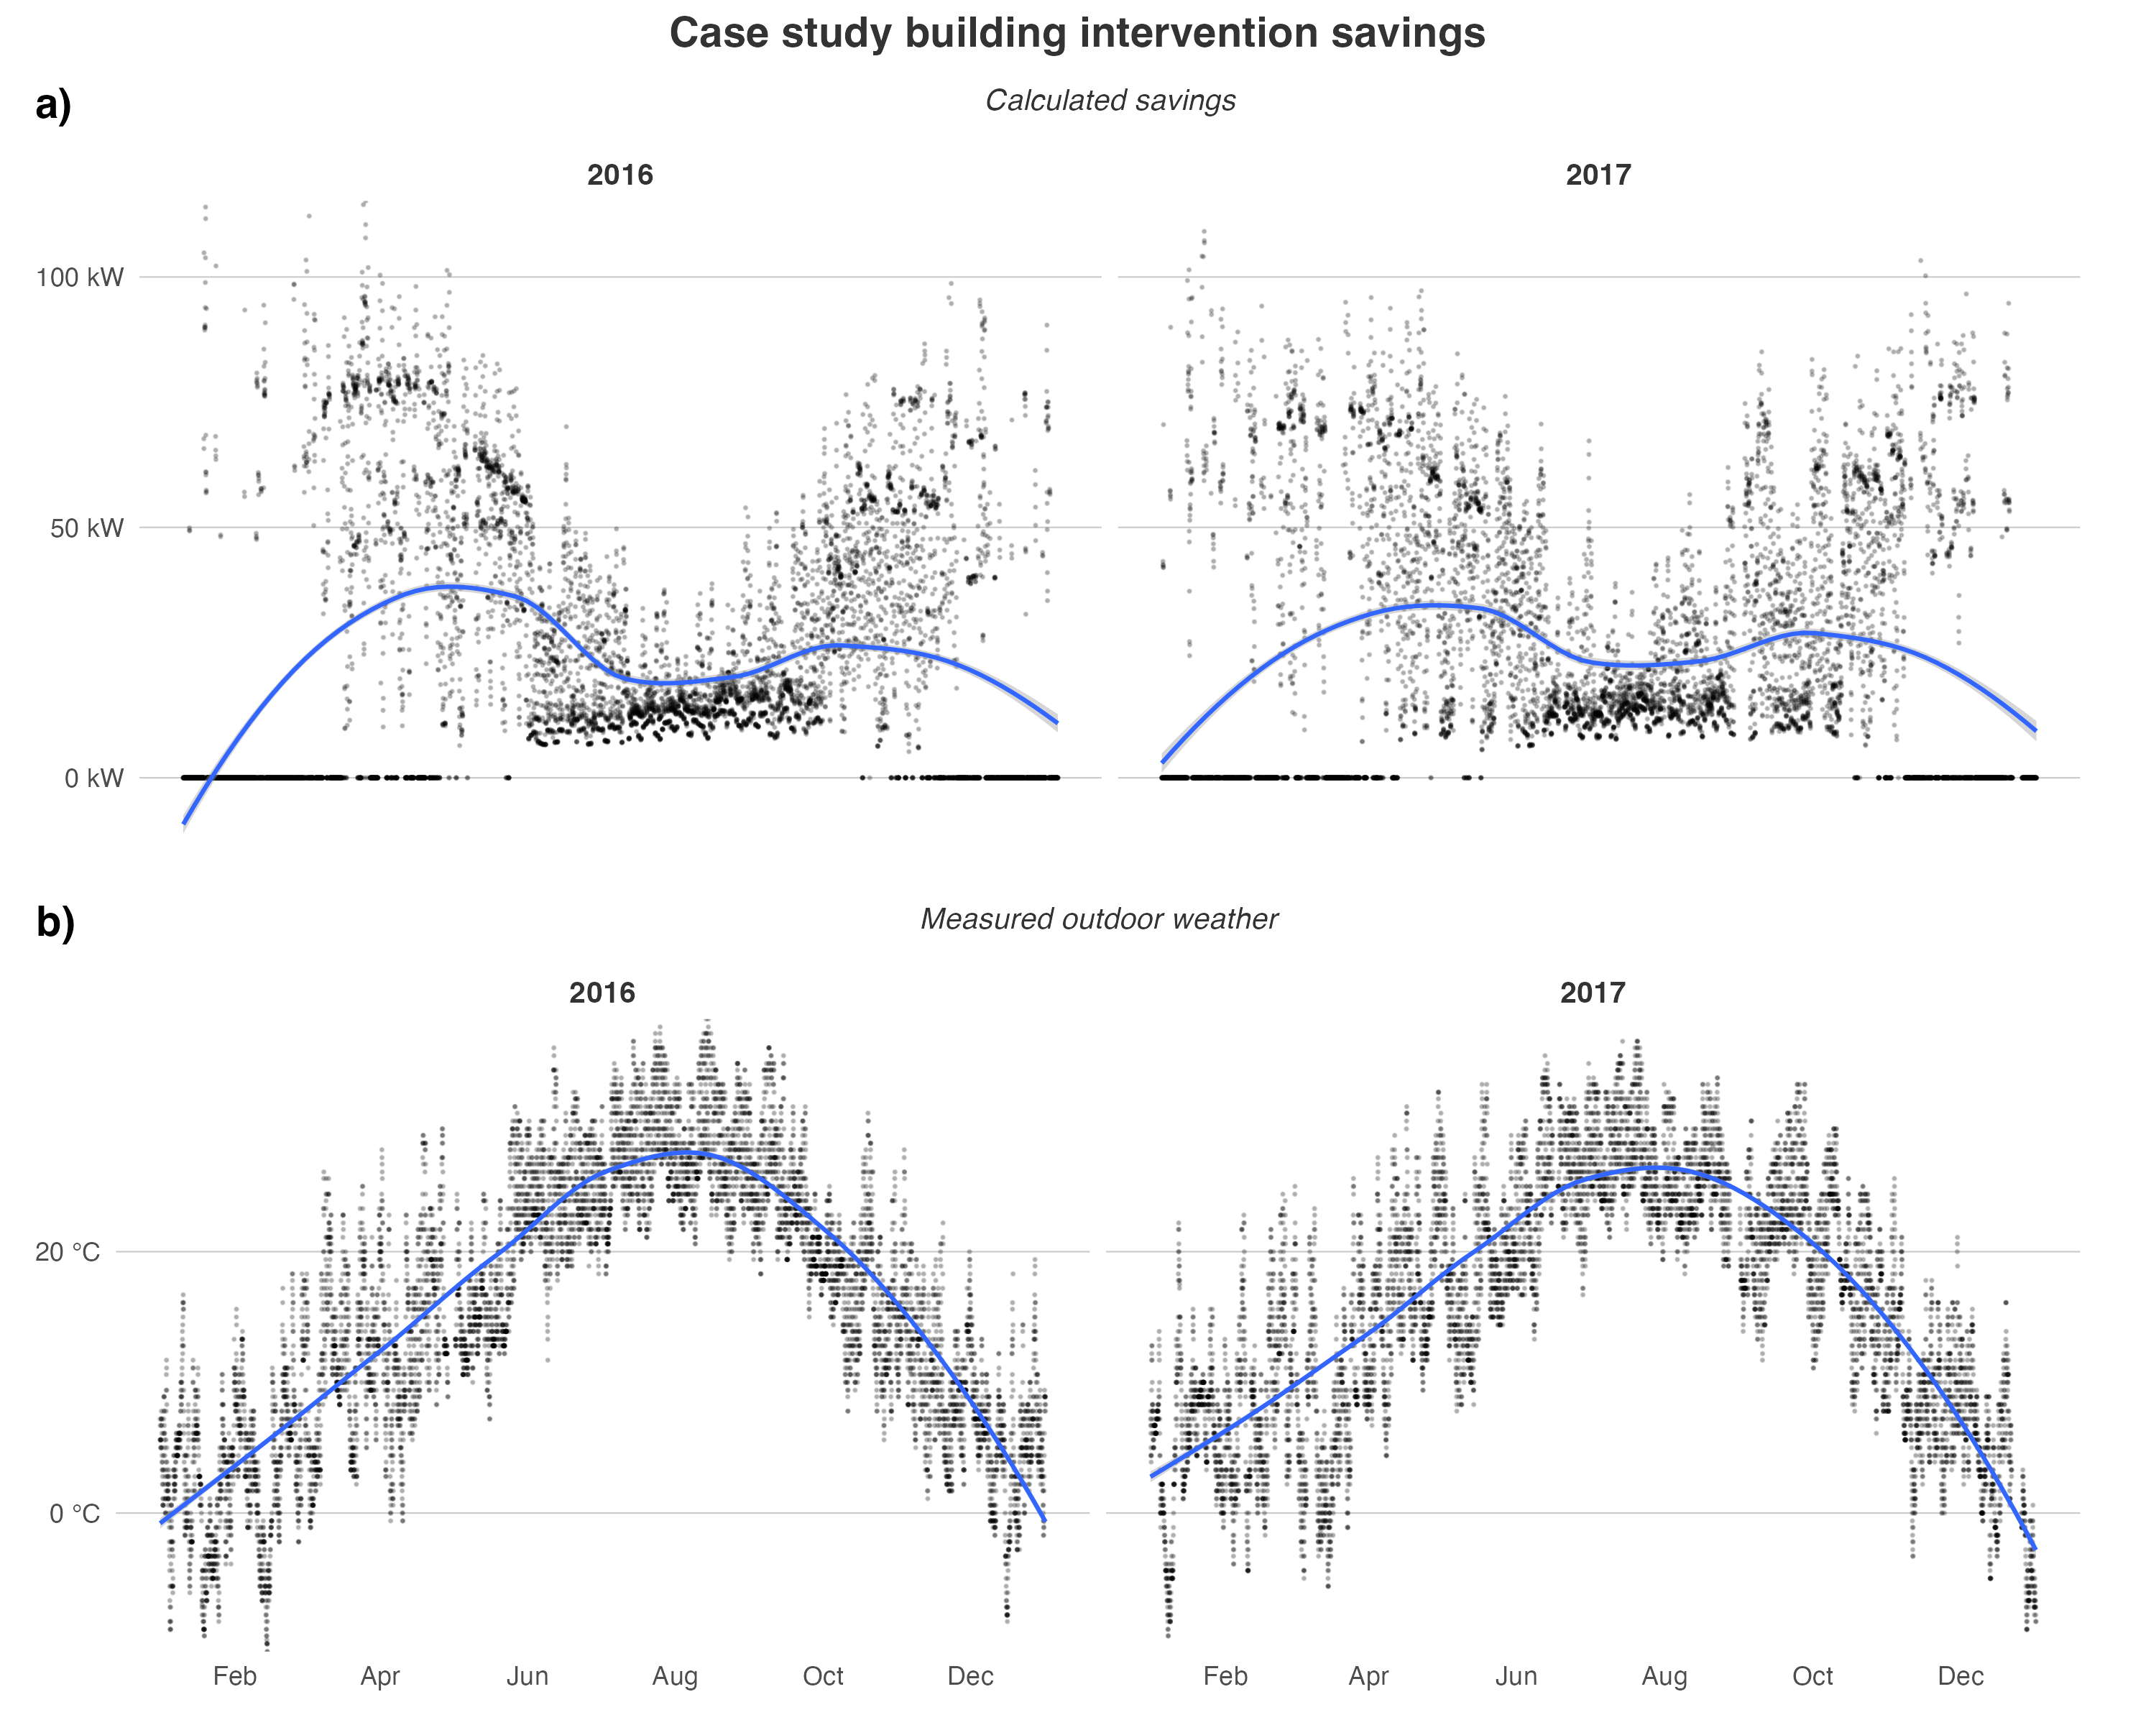 Case study building intervention savings
a)
Calculated savings
2016
2017
100 kW
50 kW
0 kW
b)
Measured outdoor weather
2016
2017
20 °C
0 °C
Feb Apr Jun Aug Oct Dec Feb Apr Jun Aug Oct Dec